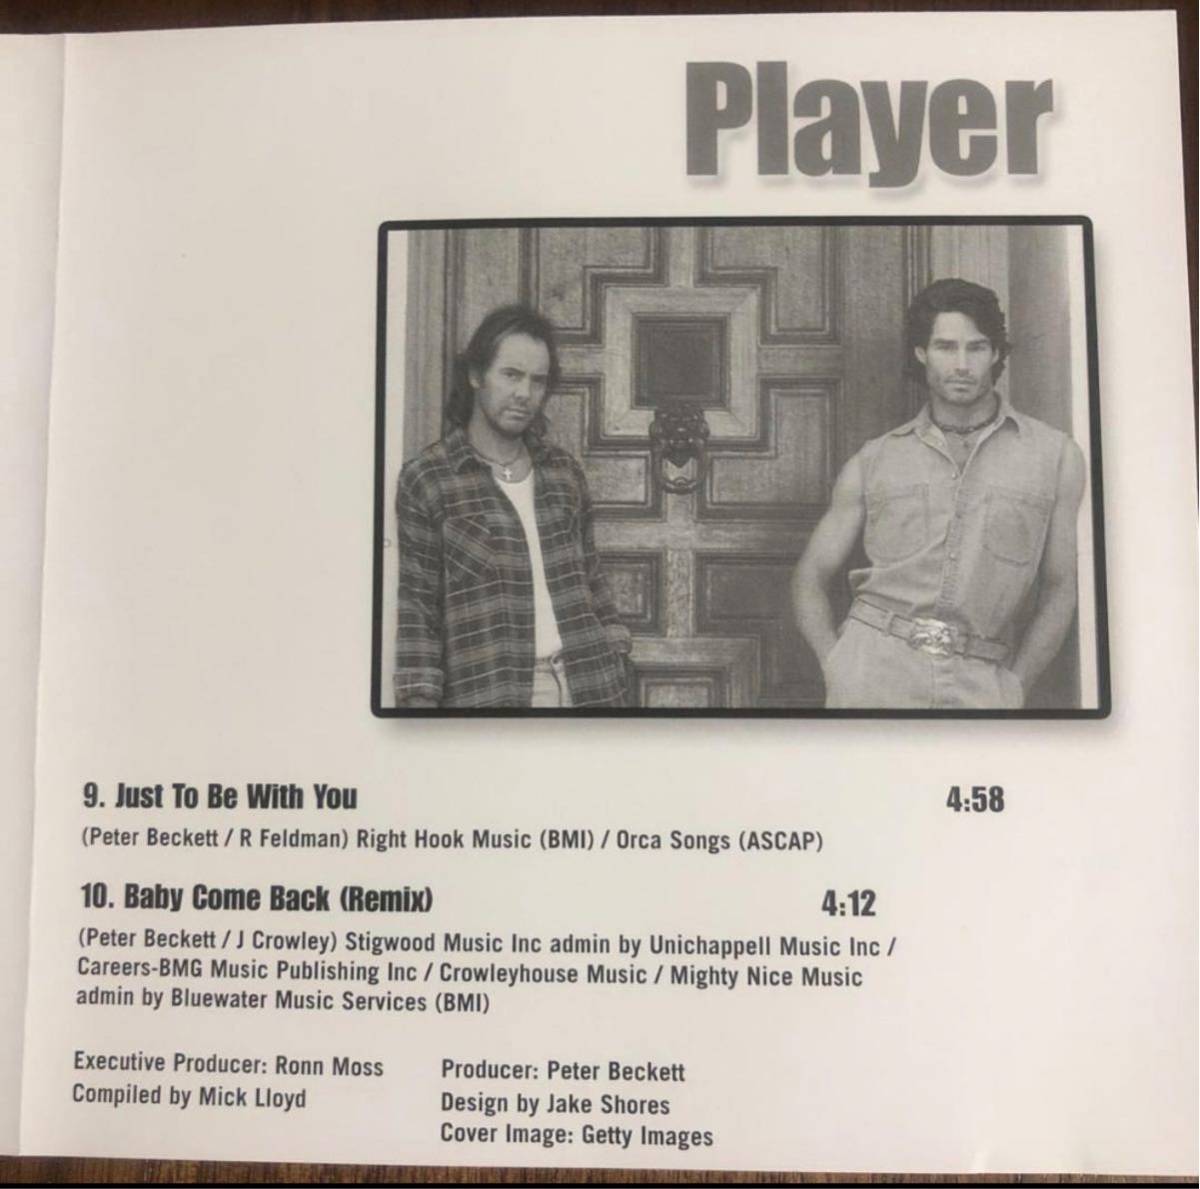 Player
9. Just To Be With You 4:58
(Peter Beckett / R Feldman) Right Hook Music (BMI) / Orca Songs (ASCAP)
10. Baby Come Back (Remix) 4:12
(Peter Beckett / J Crowley) Stigwood Music Inc admin by Unichappell Music Inc /
Careers-BMG Music Publishing Inc / Crowleyhouse Music / Mighty Nice Music
admin by Bluewater Music Services (BMI)
Executive Producer: Ronn Moss
Compiled by Mick Lloyd
Producer: Peter Beckett
Design by Jake Shores
Cover Image: Getty Images